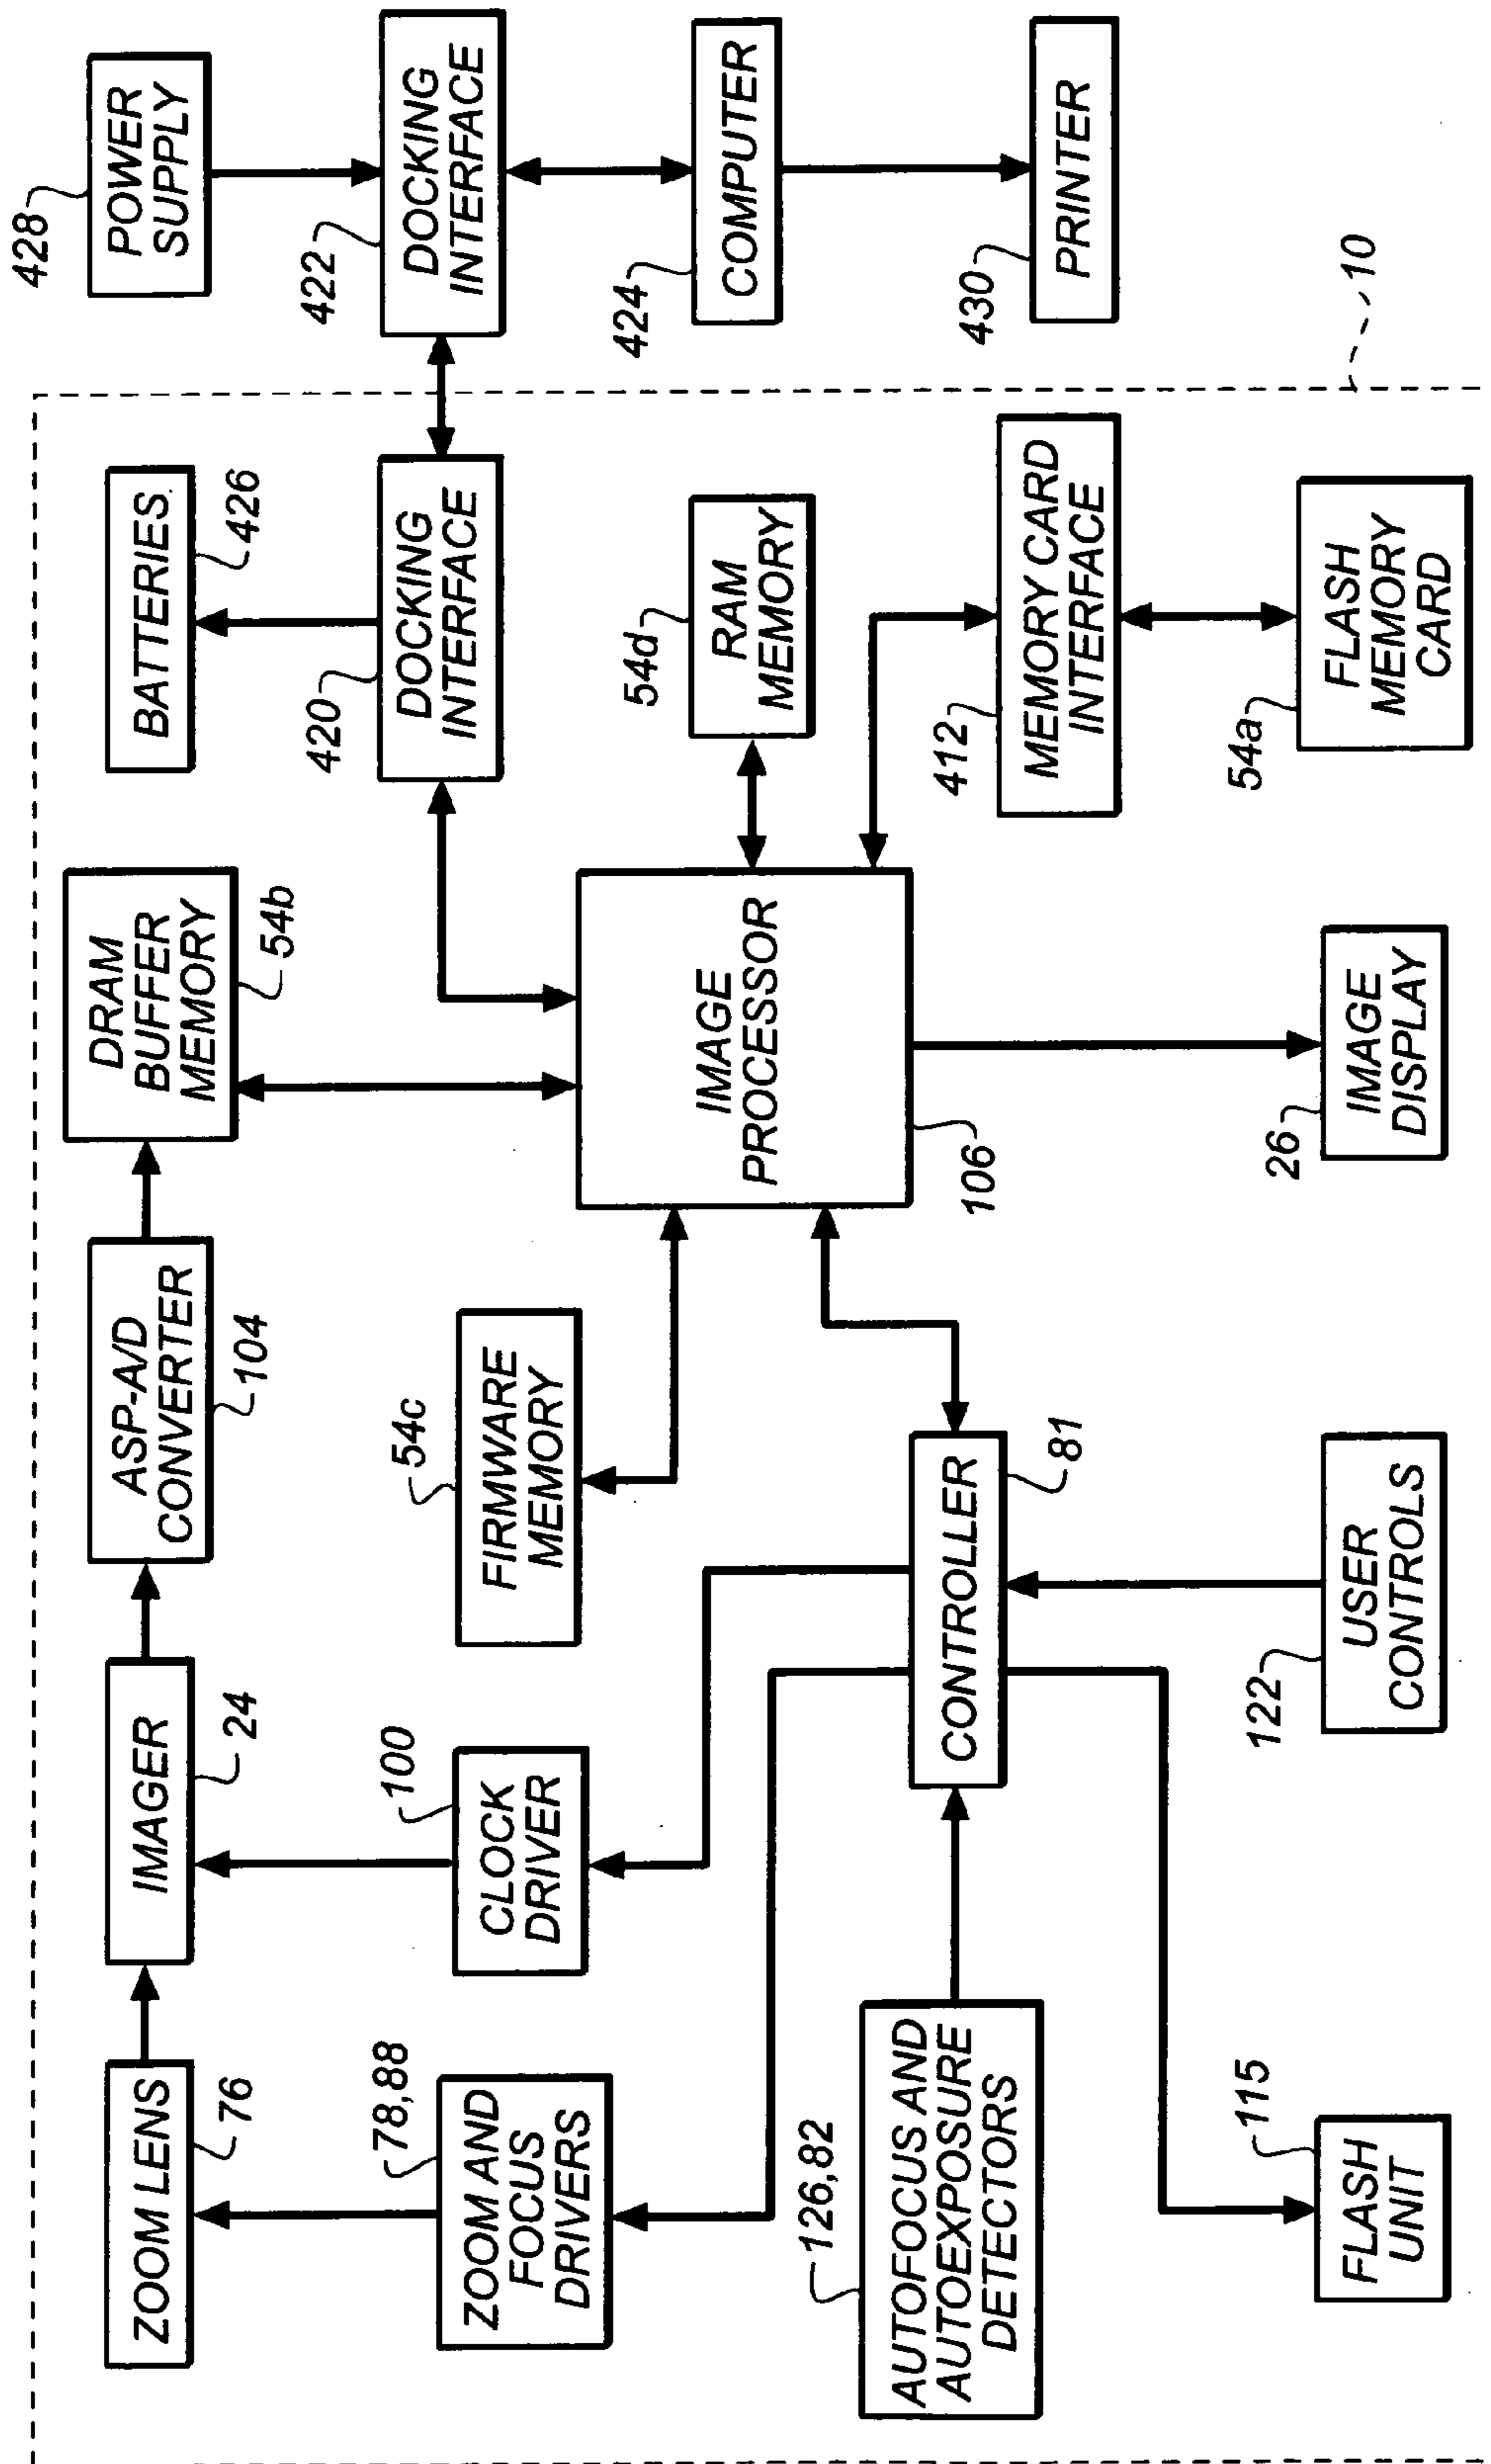 ZOOM LENS
76
IMAGER
24
ASP-A/D
CONVERTER
104
DRAM
BUFFER
MEMORY
54b
BATTERIES
426
428
POWER
SUPPLY
78,88
ZOOM AND
FOCUS
DRIVERS
100
CLOCK
DRIVER
54c
FIRMWARE
MEMORY
420
DOCKING
INTERFACE
422
DOCKING
INTERFACE
IMAGE
PROCESSOR
106
54d
RAM
MEMORY
424
COMPUTER
126,82
AUTOFOCUS AND
AUTOEXPOSURE
DETECTORS
CONTROLLER
81
412
MEMORY CARD
INTERFACE
430
PRINTER
115
FLASH
UNIT
122
USER
CONTROLS
26
IMAGE
DISPLAY
54a
FLASH
MEMORY
CARD
10